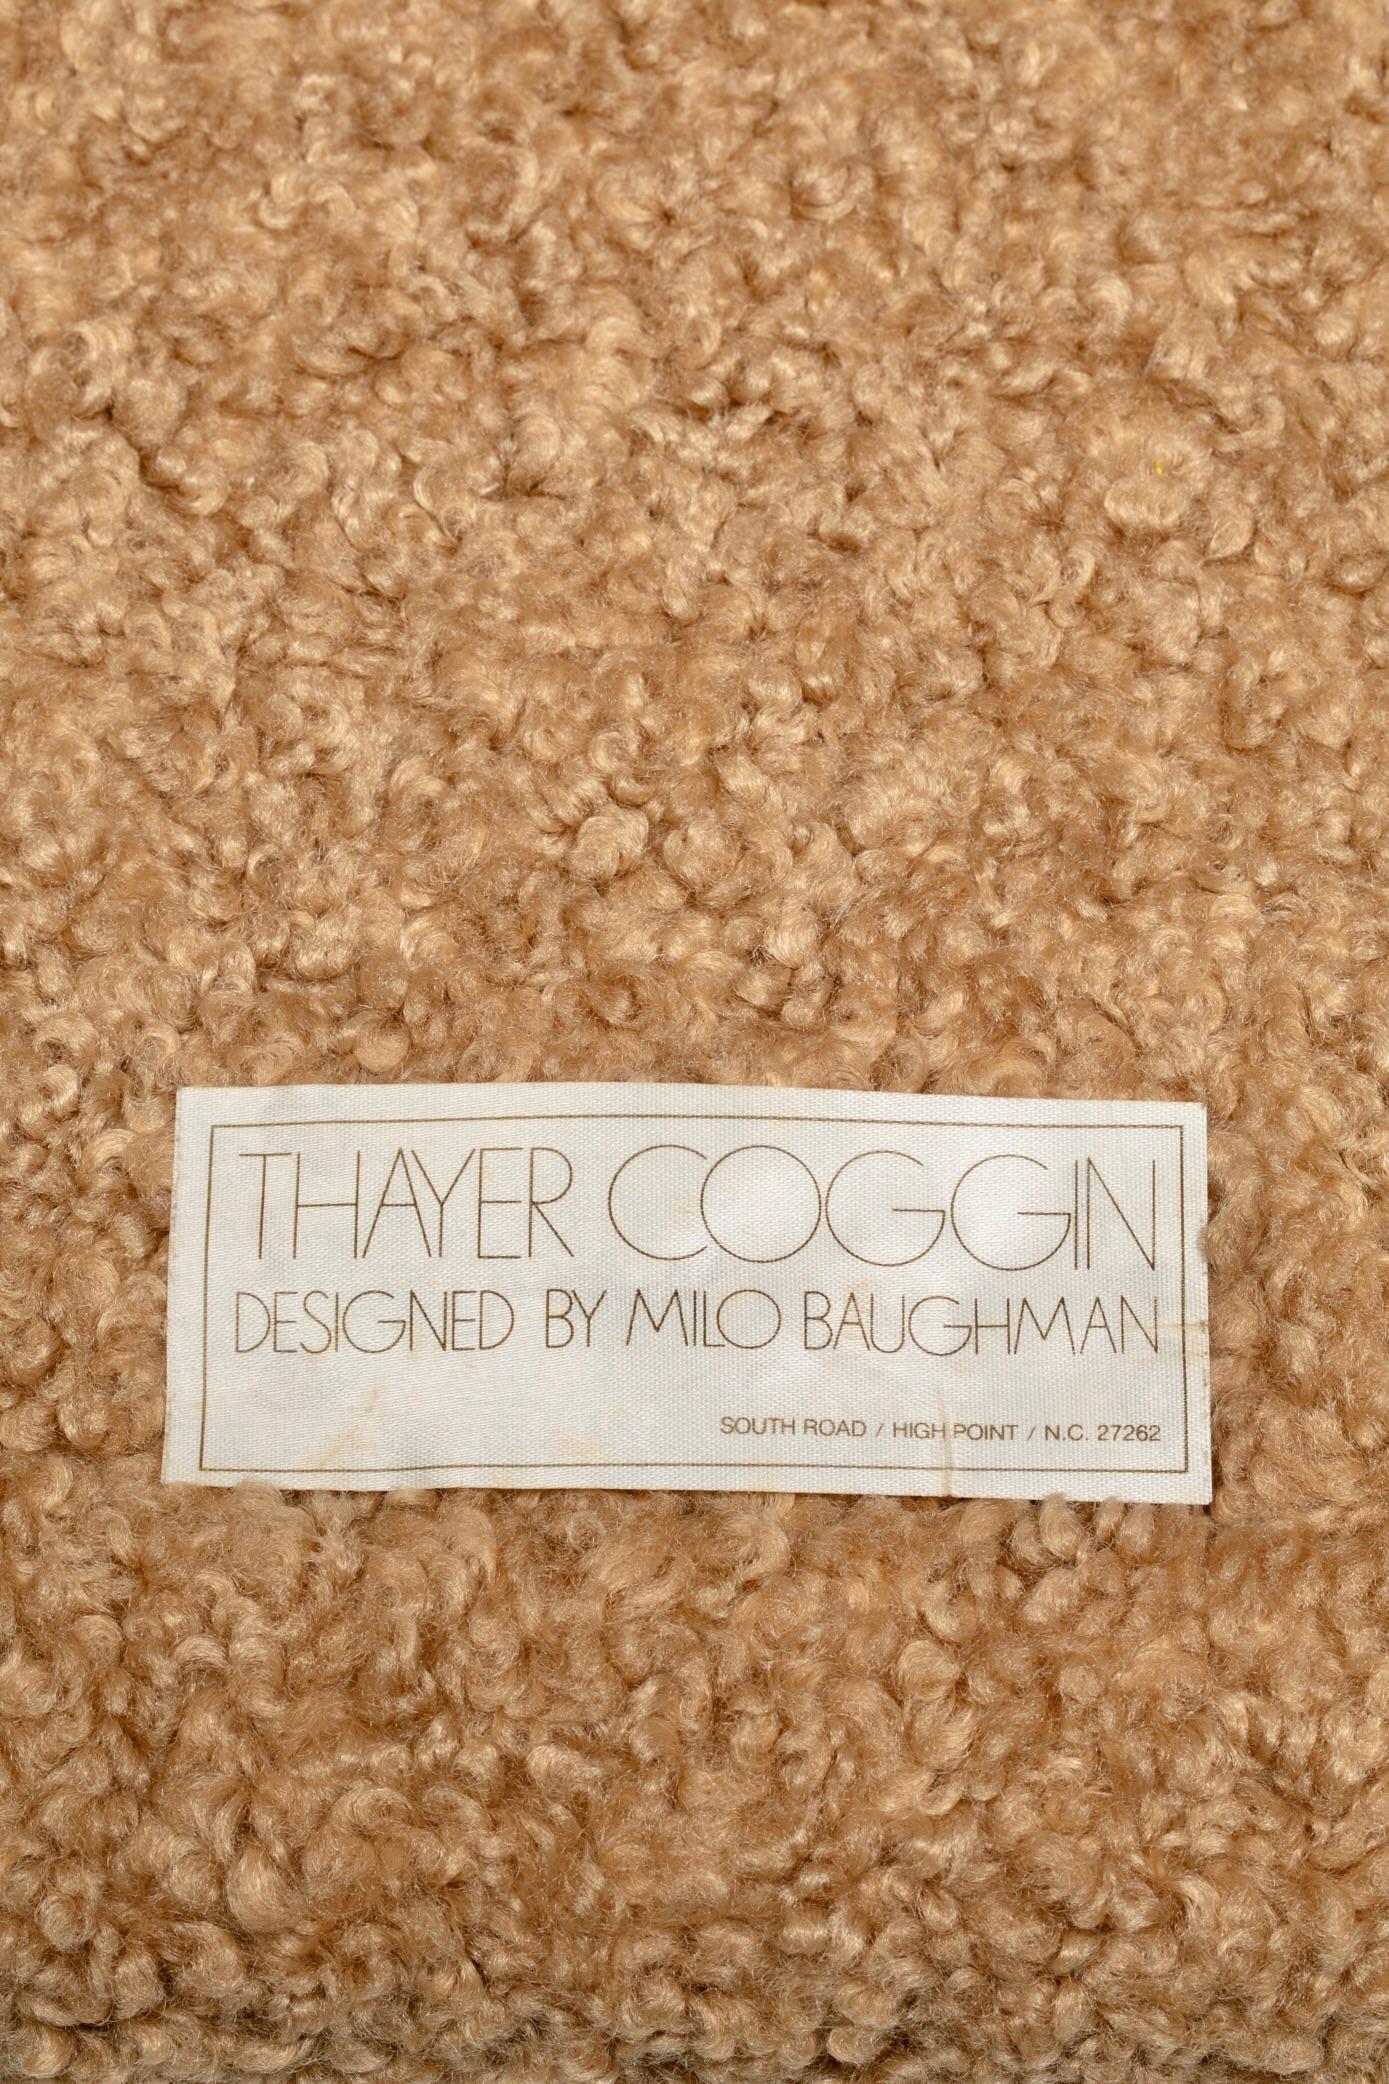 THAYER COGGIN
DESIGNED BY MILO BAUGHMAN
SOUTH ROAD / HIGH POINT / N.C. 27262